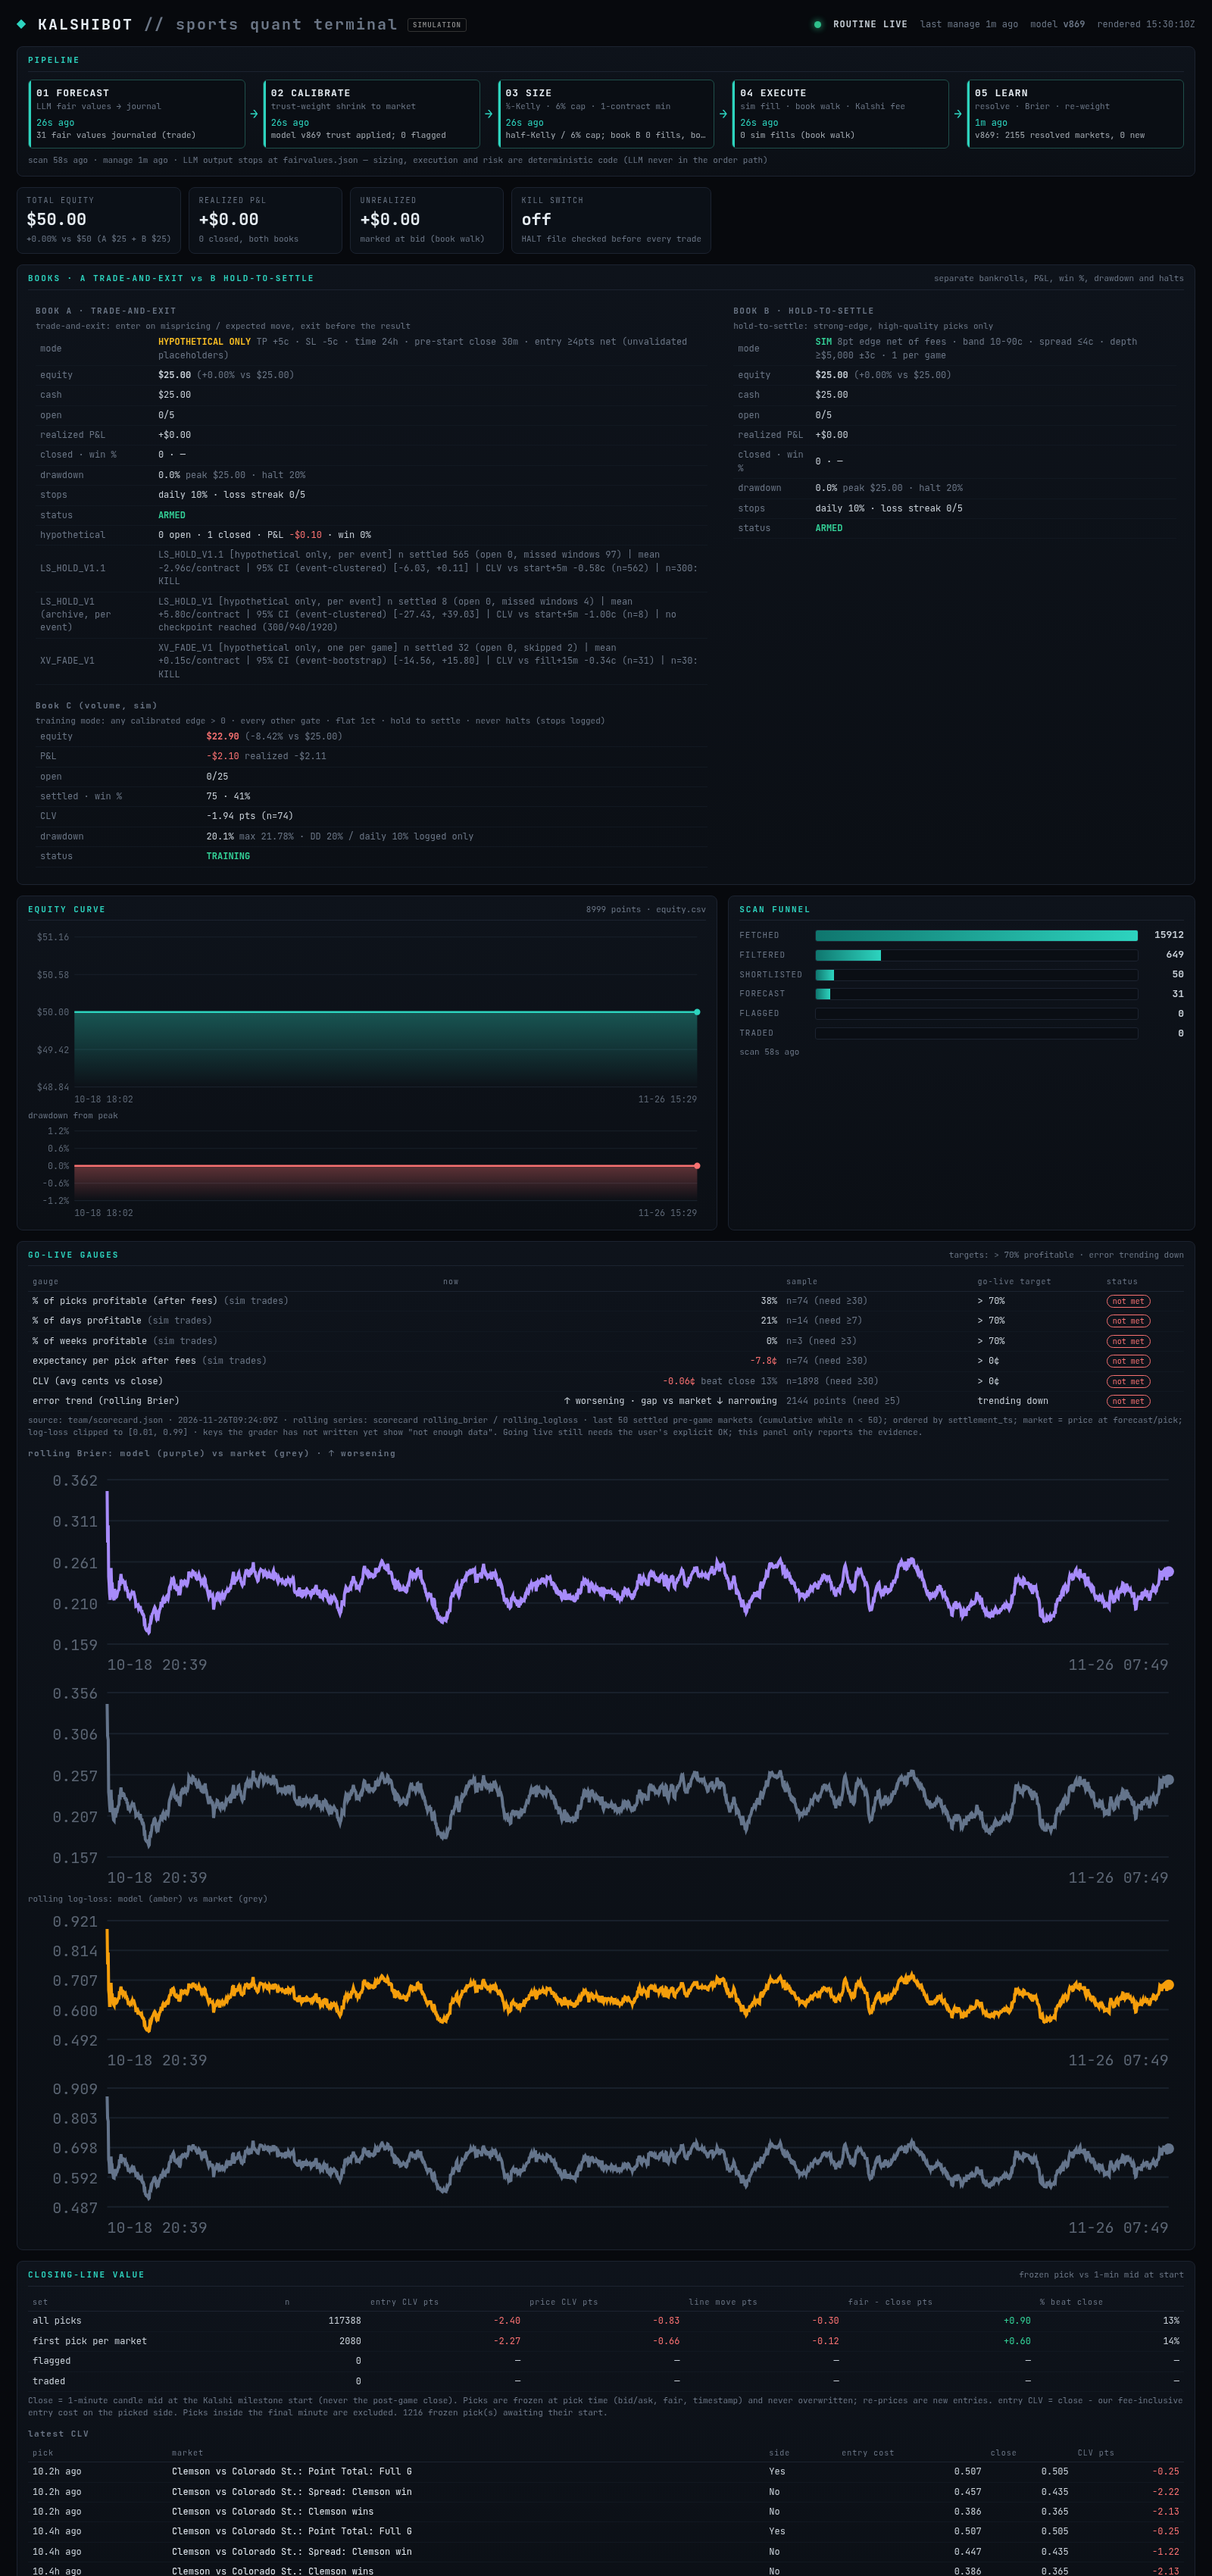 ◆ KALSHIBOT // sports quant terminal SIMULATION
ROUTINE LIVE last manage 1m ago model v869 rendered 15:30:10Z
PIPELINE
01 FORECAST
LLM fair values → journal
26s ago
31 fair values journaled (trade)
→
02 CALIBRATE
trust-weight shrink to market
26s ago
model v869 trust applied; 0 flagged
→
03 SIZE
½-Kelly · 6% cap · 1-contract min
26s ago
half-Kelly / 6% cap; book B 0 fills, bo…
→
04 EXECUTE
sim fill · book walk · Kalshi fee
26s ago
0 sim fills (book walk)
→
05 LEARN
resolve · Brier · re-weight
1m ago
v869: 2155 resolved markets, 0 new
scan 58s ago · manage 1m ago · LLM output stops at fairvalues.json — sizing, execution and risk are deterministic code (LLM never in the order path)
TOTAL EQUITY
$50.00
+0.00% vs $50 (A $25 + B $25)
REALIZED P&L
+$0.00
0 closed, both books
UNREALIZED
+$0.00
marked at bid (book walk)
KILL SWITCH
off
HALT file checked before every trade
BOOKS · A TRADE-AND-EXIT vs B HOLD-TO-SETTLE
separate bankrolls, P&L, win %, drawdown and halts
BOOK A · TRADE-AND-EXIT
trade-and-exit: enter on mispricing / expected move, exit before the result
mode HYPOTHETICAL ONLY TP +5c · SL -5c · time 24h · pre-start close 30m · entry ≥4pts net (unvalidated
placeholders)
equity $25.00 (+0.00% vs $25.00)
cash $25.00
open 0/5
realized P&L +$0.00
closed · win % 0 · —
drawdown 0.0% peak $25.00 · halt 20%
stops daily 10% · loss streak 0/5
status ARMED
hypothetical 0 open · 1 closed · P&L -$0.10 · win 0%
LS_HOLD_V1.1 LS_HOLD_V1.1 [hypothetical only, per event] n settled 565 (open 0, missed windows 97) | mean
-2.96c/contract | 95% CI (event-clustered) [-6.03, +0.11] | CLV vs start+5m -0.58c (n=562) | n=300:
KILL
LS_HOLD_V1 (archive, per event) LS_HOLD_V1 [hypothetical only, per event] n settled 8 (open 0, missed windows 4) | mean
+5.80c/contract | 95% CI (event-clustered) [-27.43, +39.03] | CLV vs start+5m -1.00c (n=8) | no
checkpoint reached (300/940/1920)
XV_FADE_V1 XV_FADE_V1 [hypothetical only, one per game] n settled 32 (open 0, skipped 2) | mean
+0.15c/contract | 95% CI (event-bootstrap) [-14.56, +15.80] | CLV vs fill+15m -0.34c (n=31) | n=30:
KILL
BOOK B · HOLD-TO-SETTLE
hold-to-settle: strong-edge, high-quality picks only
mode SIM 8pt edge net of fees · band 10-90c · spread ≤4c · depth
≥$5,000 ±3c · 1 per game
equity $25.00 (+0.00% vs $25.00)
cash $25.00
open 0/5
realized P&L +$0.00
closed · win % 0 · —
drawdown 0.0% peak $25.00 · halt 20%
stops daily 10% · loss streak 0/5
status ARMED
Book C (volume, sim)
training mode: any calibrated edge > 0 · every other gate · flat 1ct · hold to settle · never halts (stops logged)
equity $22.90 (-8.42% vs $25.00)
P&L -$2.10 realized -$2.11
open 0/25
settled · win % 75 · 41%
CLV -1.94 pts (n=74)
drawdown 20.1% max 21.78% · DD 20% / daily 10% logged only
status TRAINING
EQUITY CURVE
8999 points · equity.csv
$51.16
$50.58
$50.00
$49.42
$48.84
10-18 18:02 11-26 15:29
drawdown from peak
1.2%
0.6%
0.0%
-0.6%
-1.2%
10-18 18:02 11-26 15:29
SCAN FUNNEL
FETCHED 15912
FILTERED 649
SHORTLISTED 50
FORECAST 31
FLAGGED 0
TRADED 0
scan 58s ago
GO-LIVE GAUGES
targets: > 70% profitable · error trending down
gauge now sample go-live target status
% of picks profitable (after fees) (sim trades) 38% n=74 (need ≥30) > 70% not met
% of days profitable (sim trades) 21% n=14 (need ≥7) > 70% not met
% of weeks profitable (sim trades) 0% n=3 (need ≥3) > 70% not met
expectancy per pick after fees (sim trades) -7.8¢ n=74 (need ≥30) > 0¢ not met
CLV (avg cents vs close) -0.06¢ beat close 13% n=1898 (need ≥30) > 0¢ not met
error trend (rolling Brier) ↑ worsening · gap vs market ↓ narrowing 2144 points (need ≥5) trending down not met
source: team/scorecard.json · 2026-11-26T09:24:09Z · rolling series: scorecard rolling_brier / rolling_logloss · last 50 settled pre-game markets (cumulative while n < 50); ordered by settlement_ts; market = price at forecast/pick;
log-loss clipped to [0.01, 0.99] · keys the grader has not written yet show "not enough data". Going live still needs the user's explicit OK; this panel only reports the evidence.
rolling Brier: model (purple) vs market (grey) · ↑ worsening
0.362
0.311
0.261
0.210
0.159
10-18 20:39 11-26 07:49
0.356
0.306
0.257
0.207
0.157
10-18 20:39 11-26 07:49
rolling log-loss: model (amber) vs market (grey)
0.921
0.814
0.707
0.600
0.492
10-18 20:39 11-26 07:49
0.909
0.803
0.698
0.592
0.487
10-18 20:39 11-26 07:49
CLOSING-LINE VALUE
frozen pick vs 1-min mid at start
set n entry CLV pts price CLV pts line move pts fair - close pts % beat close
all picks 117388 -2.40 -0.83 -0.30 +0.90 13%
first pick per market 2080 -2.27 -0.66 -0.12 +0.60 14%
flagged 0 — — — — —
traded 0 — — — — —
Close = 1-minute candle mid at the Kalshi milestone start (never the post-game close). Picks are frozen at pick time (bid/ask, fair, timestamp) and never overwritten; re-prices are new entries. entry CLV = close - our fee-inclusive
entry cost on the picked side. Picks inside the final minute are excluded. 1216 frozen pick(s) awaiting their start.
latest CLV
pick market side entry cost close CLV pts
10.2h ago Clemson vs Colorado St.: Point Total: Full G Yes 0.507 0.505 -0.25
10.2h ago Clemson vs Colorado St.: Spread: Clemson win No 0.457 0.435 -2.22
10.2h ago Clemson vs Colorado St.: Clemson wins No 0.386 0.365 -2.13
10.4h ago Clemson vs Colorado St.: Point Total: Full G Yes 0.507 0.505 -0.25
10.4h ago Clemson vs Colorado St.: Spread: Clemson win No 0.447 0.435 -1.22
10.4h ago Clemson vs Colorado St.: Clemson wins No 0.386 0.365 -2.13